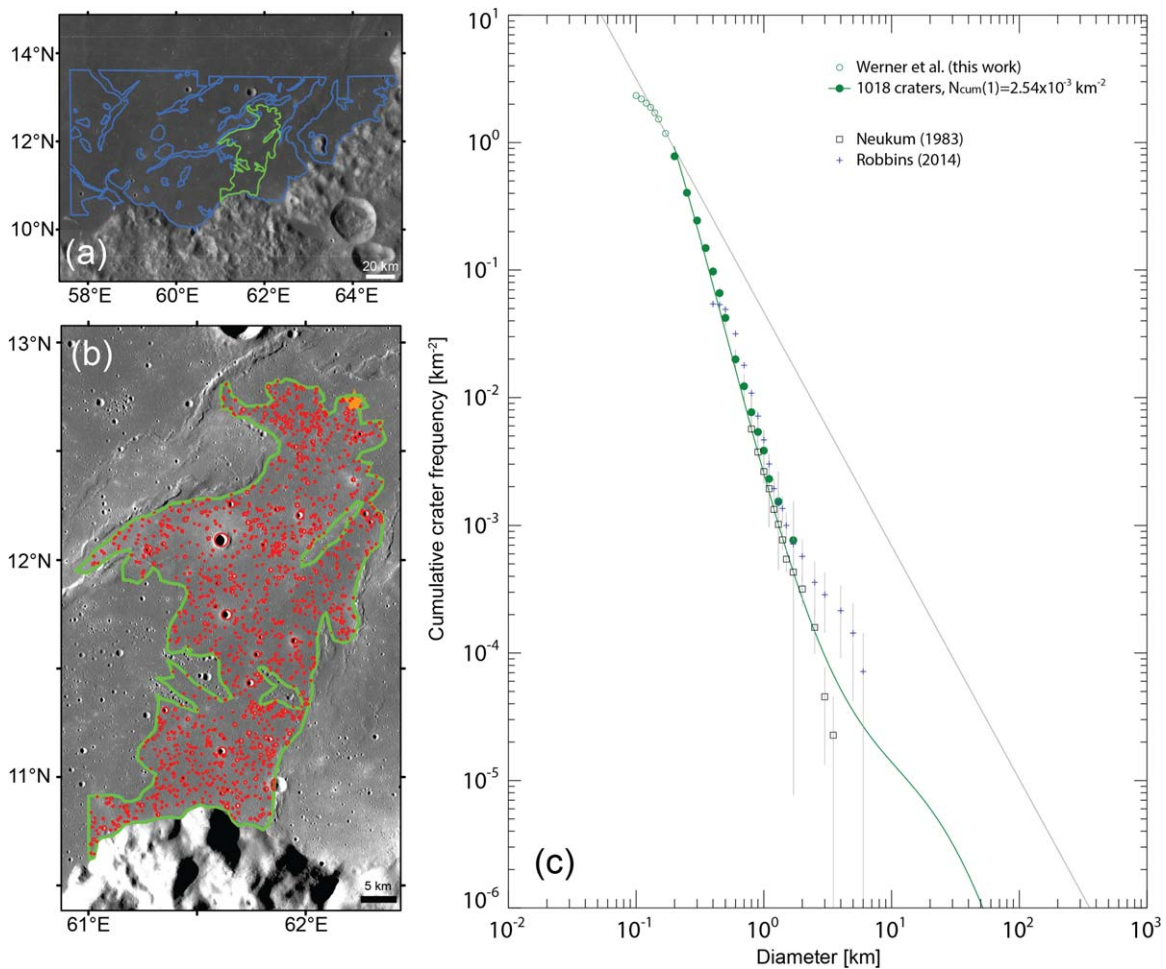 (a)
14°N
12°N
10°N
20 km
58°E 60°E 62°E 64°E
(b)
13°N
12°N
11°N
5 km
61°E 62°E
(c)
Cumulative crater frequency [km⁻²]
10¹
10⁰
10⁻¹
10⁻²
10⁻³
10⁻⁴
10⁻⁵
10⁻⁶
Werner et al. (this work)
1018 craters, Ncum(1)=2.54x10⁻³ km⁻²
Neukum (1983)
Robbins (2014)
10⁻² 10⁻¹ 10⁰ 10¹ 10² 10³
Diameter [km]